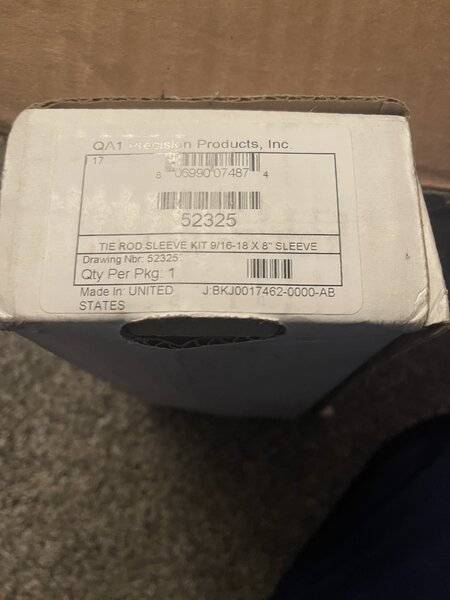 QA1 Precision Products, Inc
17
8 06990 07487 4
52325
TIE ROD SLEEVE KIT 9/16-18 X 8" SLEEVE
Drawing Nbr: 52325
Qty Per Pkg: 1
Made In: UNITED STATES
J:BKJ0017462-0000-AB